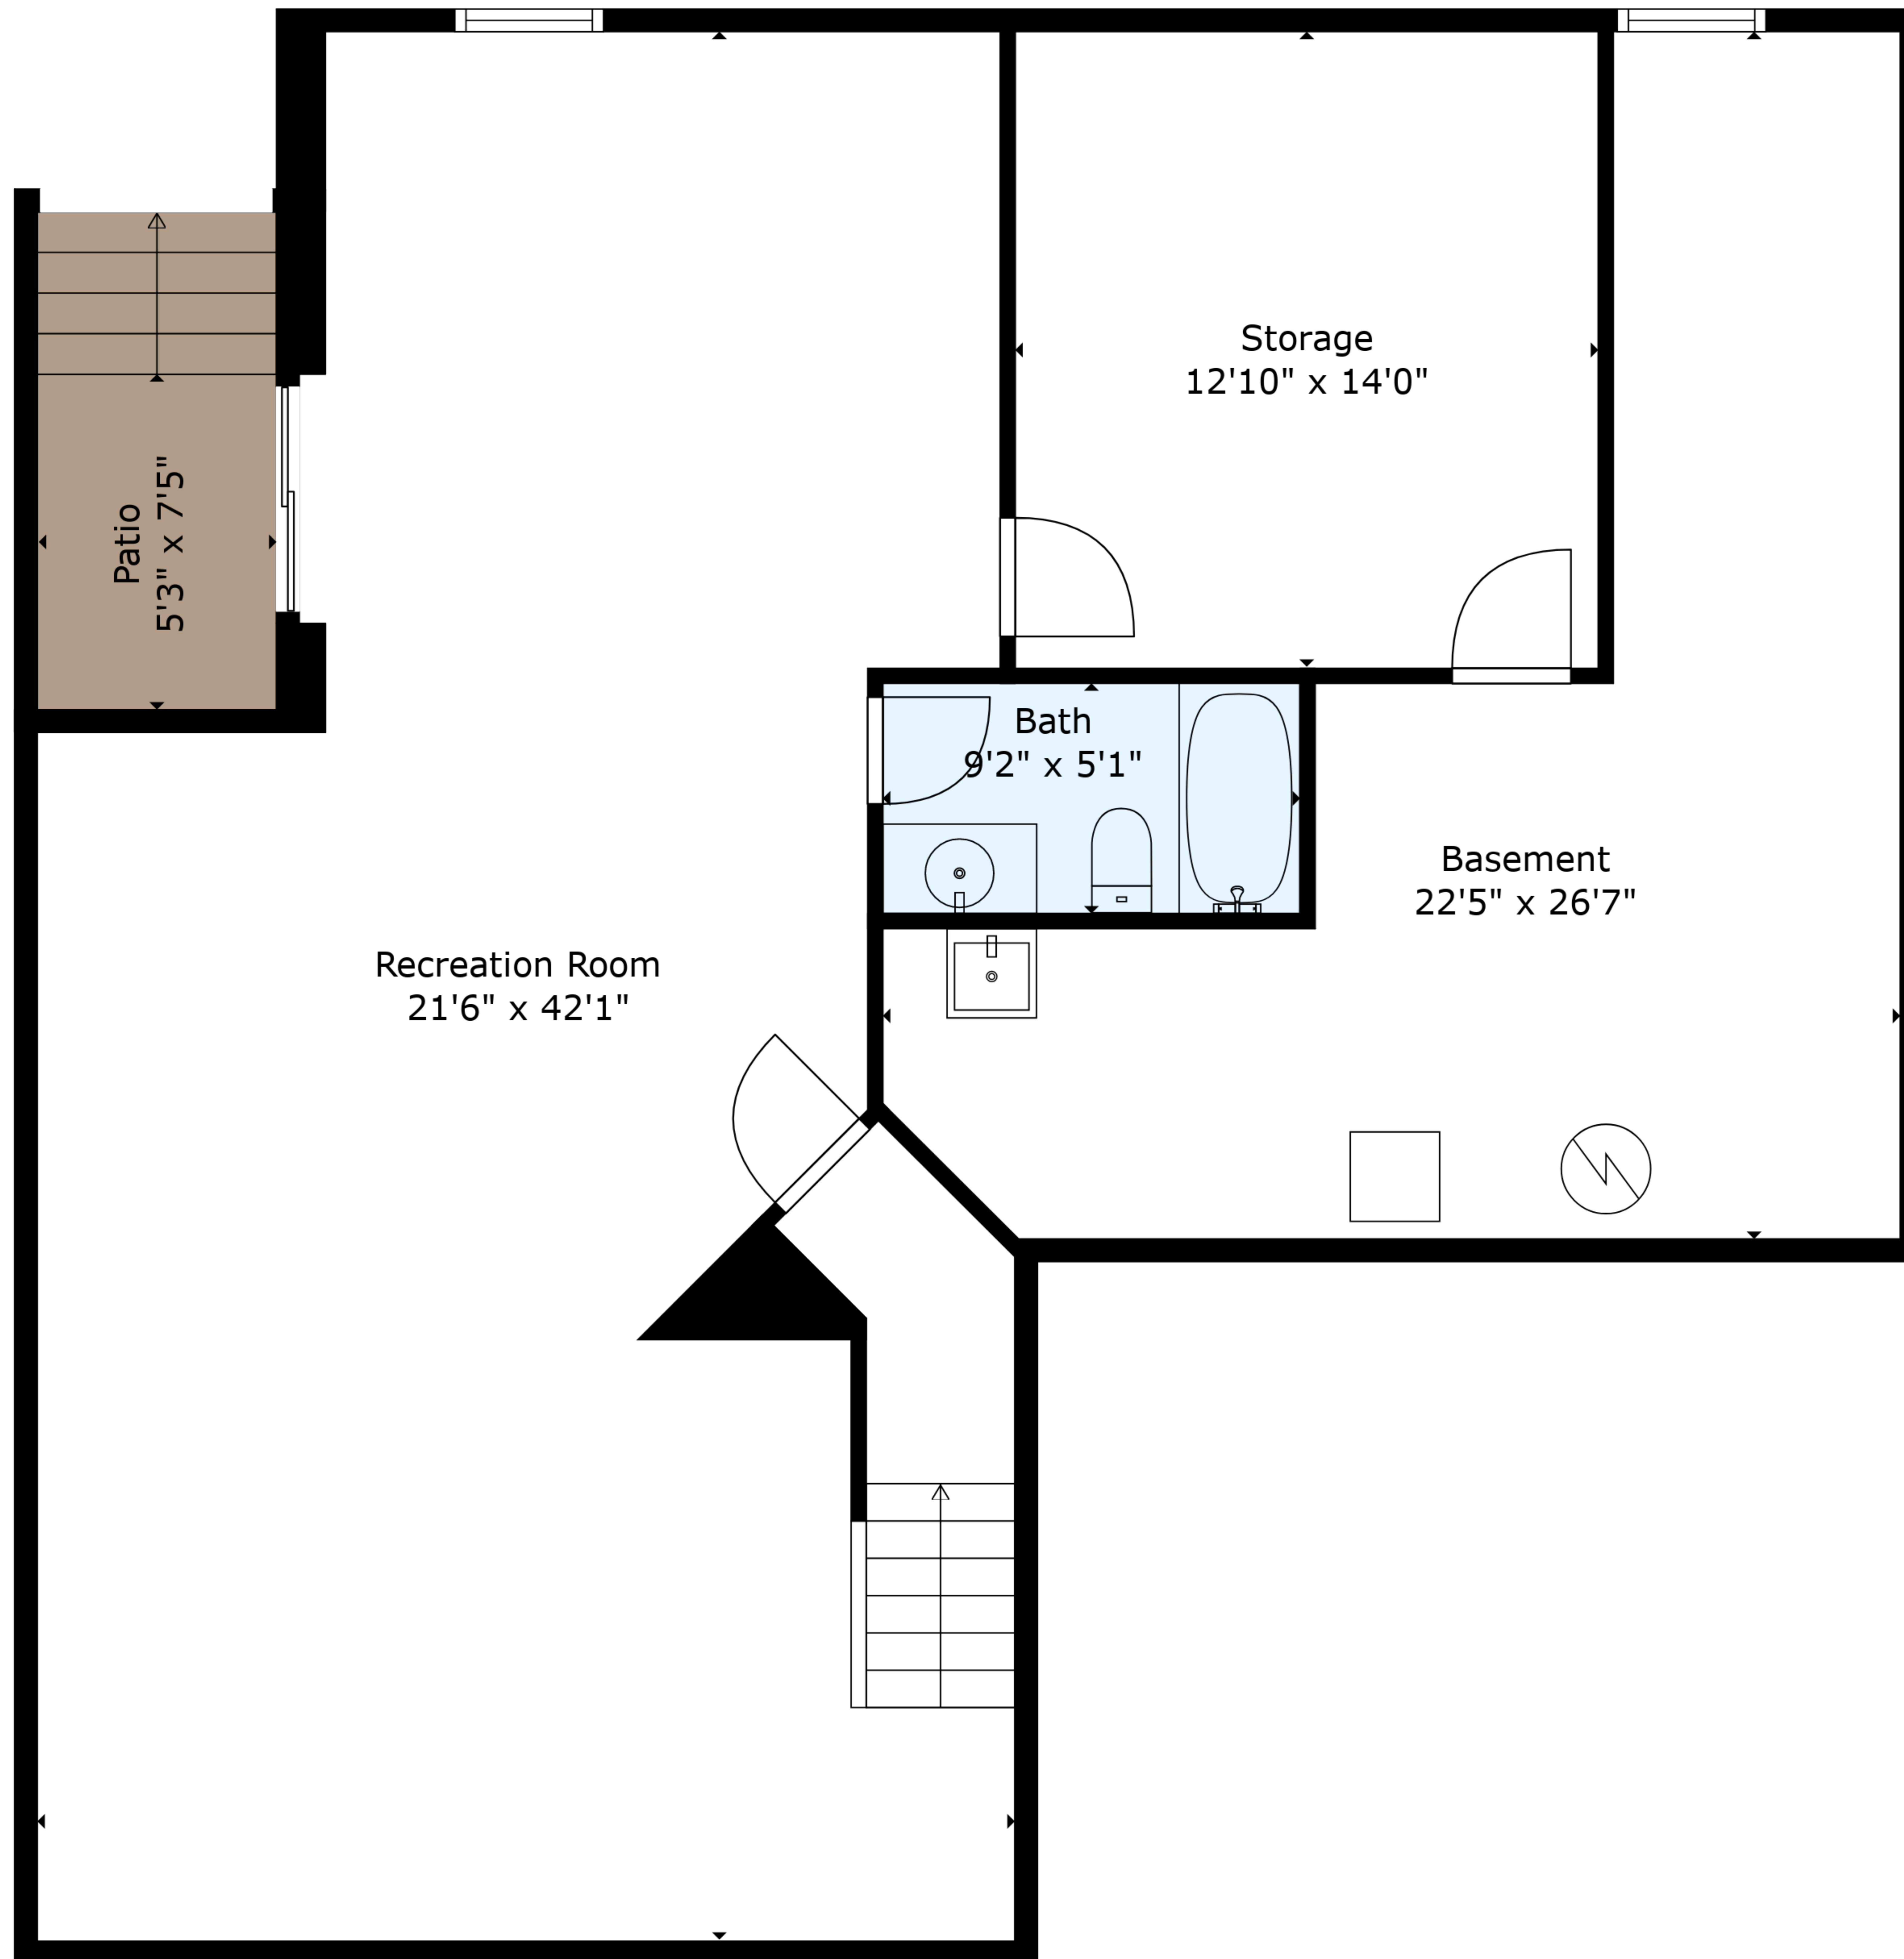 Storage
12'10" x 14'0"
Patio
5'3" x 7'5"
Bath
9'2" x 5'1"
Basement
22'5" x 26'7"
Recreation Room
21'6" x 42'1"